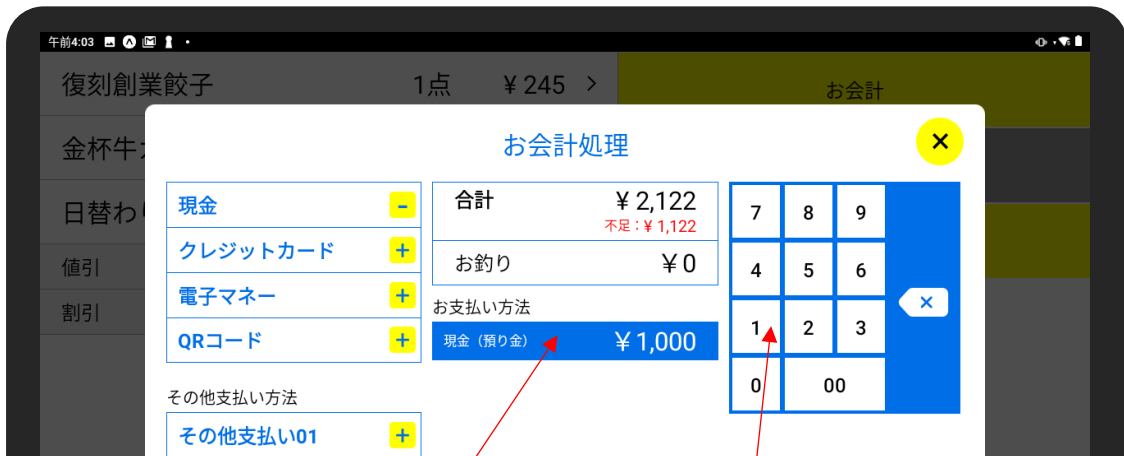 午前4:03
復刻創業餃子 1点 ¥245
お会計
金杯牛
日替わり
値引
割引
お会計処理
×
現金 -
クレジットカード +
電子マネー +
QRコード +
その他支払い方法
その他支払い01 +
合計 ¥2,122
不足:¥1,122
お釣り ¥0
お支払い方法
現金(預り金) ¥1,000
7 8 9
4 5 6
1 2 3
0 00
×